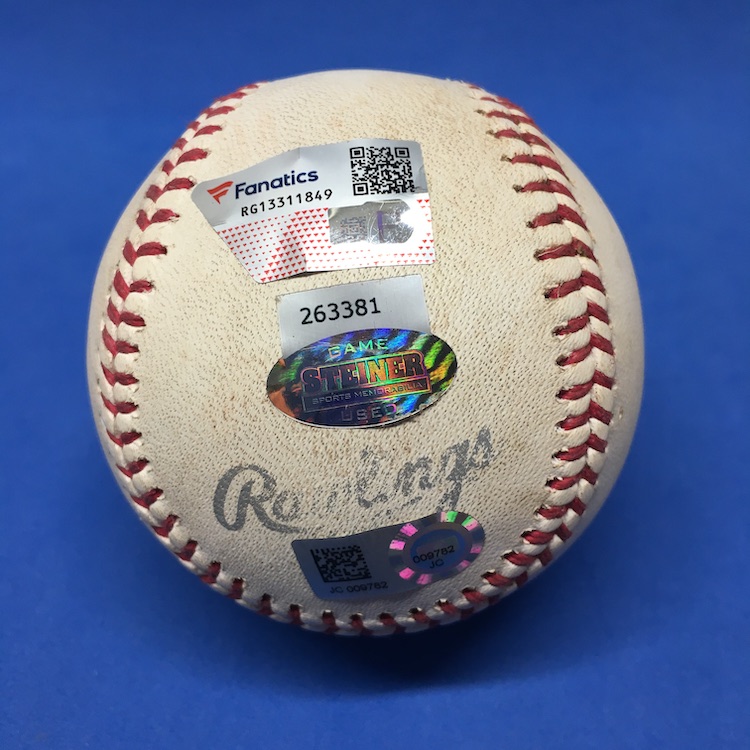 Fanatics
RG13311849
263381
GAME
STEINER
SPORTS MEMORABILIA
USED
Rawlings
JC 009782
009782
JC